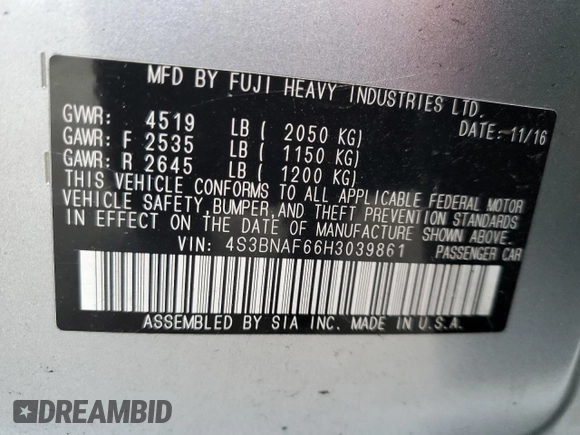 MFD BY FUJI HEAVY INDUSTRIES LTD.
GVWR: 4519 LB ( 2050 KG) DATE: 11/16
GAWR: F 2535 LB ( 1150 KG)
GAWR: R 2645 LB ( 1200 KG)
THIS VEHICLE CONFORMS TO ALL APPLICABLE FEDERAL MOTOR
VEHICLE SAFETY, BUMPER, AND THEFT PREVENTION STANDARDS
IN EFFECT ON THE DATE OF MANUFACTURE SHOWN ABOVE.
VIN: 4S3BNAF66H3039861 PASSENGER CAR
ASSEMBLED BY SIA INC. MADE IN U.S.A.
DREAMBID